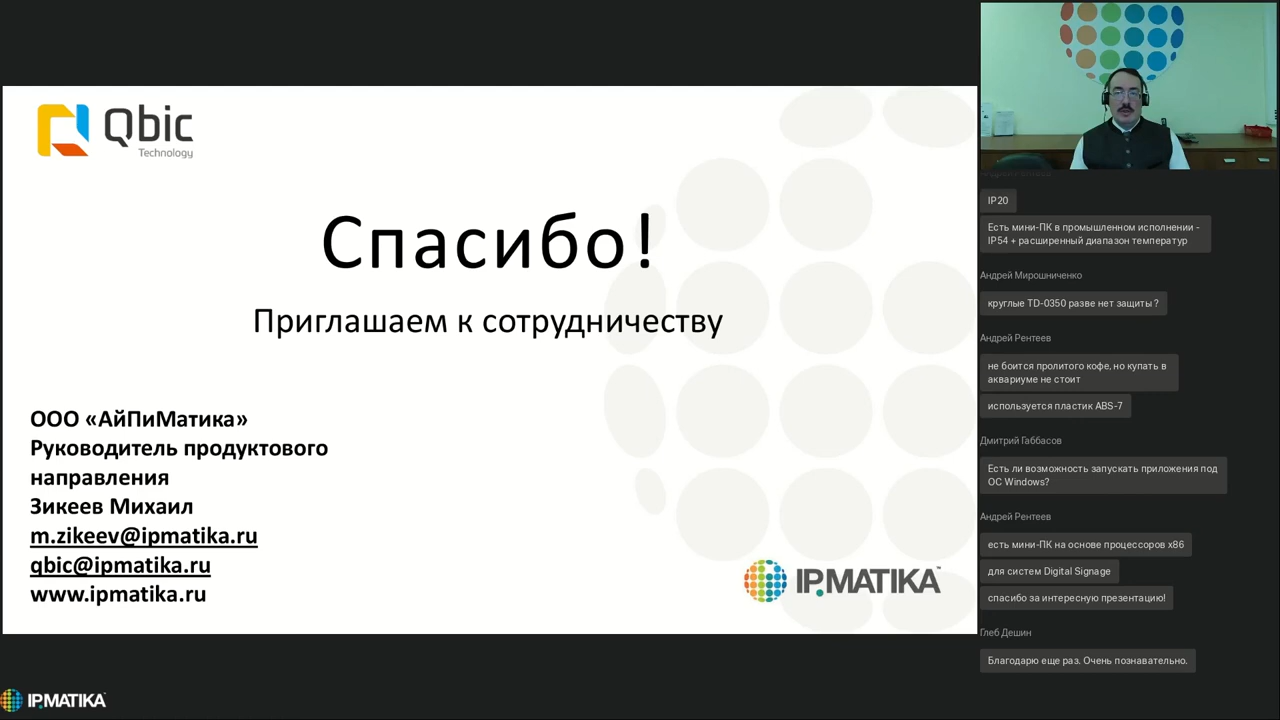 Qbic
Technology
Спасибо!
Приглашаем к сотрудничеству
ООО «АйПиМатика»
Руководитель продуктового
направления
Зикеев Михаил
m.zikeev@ipmatika.ru
qbic@ipmatika.ru
www.ipmatika.ru
IP.MATIKA™
IP.MATIKA
IP20
Есть мини-ПК в промышленном исполнении -
IP54 + расширенный диапазон температур
Андрей Мирошниченко
круглые TD-0350 разве нет защиты ?
Андрей Рентеев
не боится пролитого кофе, но купать в
аквариуме не стоит
используется пластик ABS-7
Дмитрий Габбасов
Есть ли возможность запускать приложения под
ОС Windows?
Андрей Рентеев
есть мини-ПК на основе процессоров x86
для систем Digital Signage
спасибо за интересную презентацию!
Глеб Дешин
Благодарю еще раз. Очень познавательно.